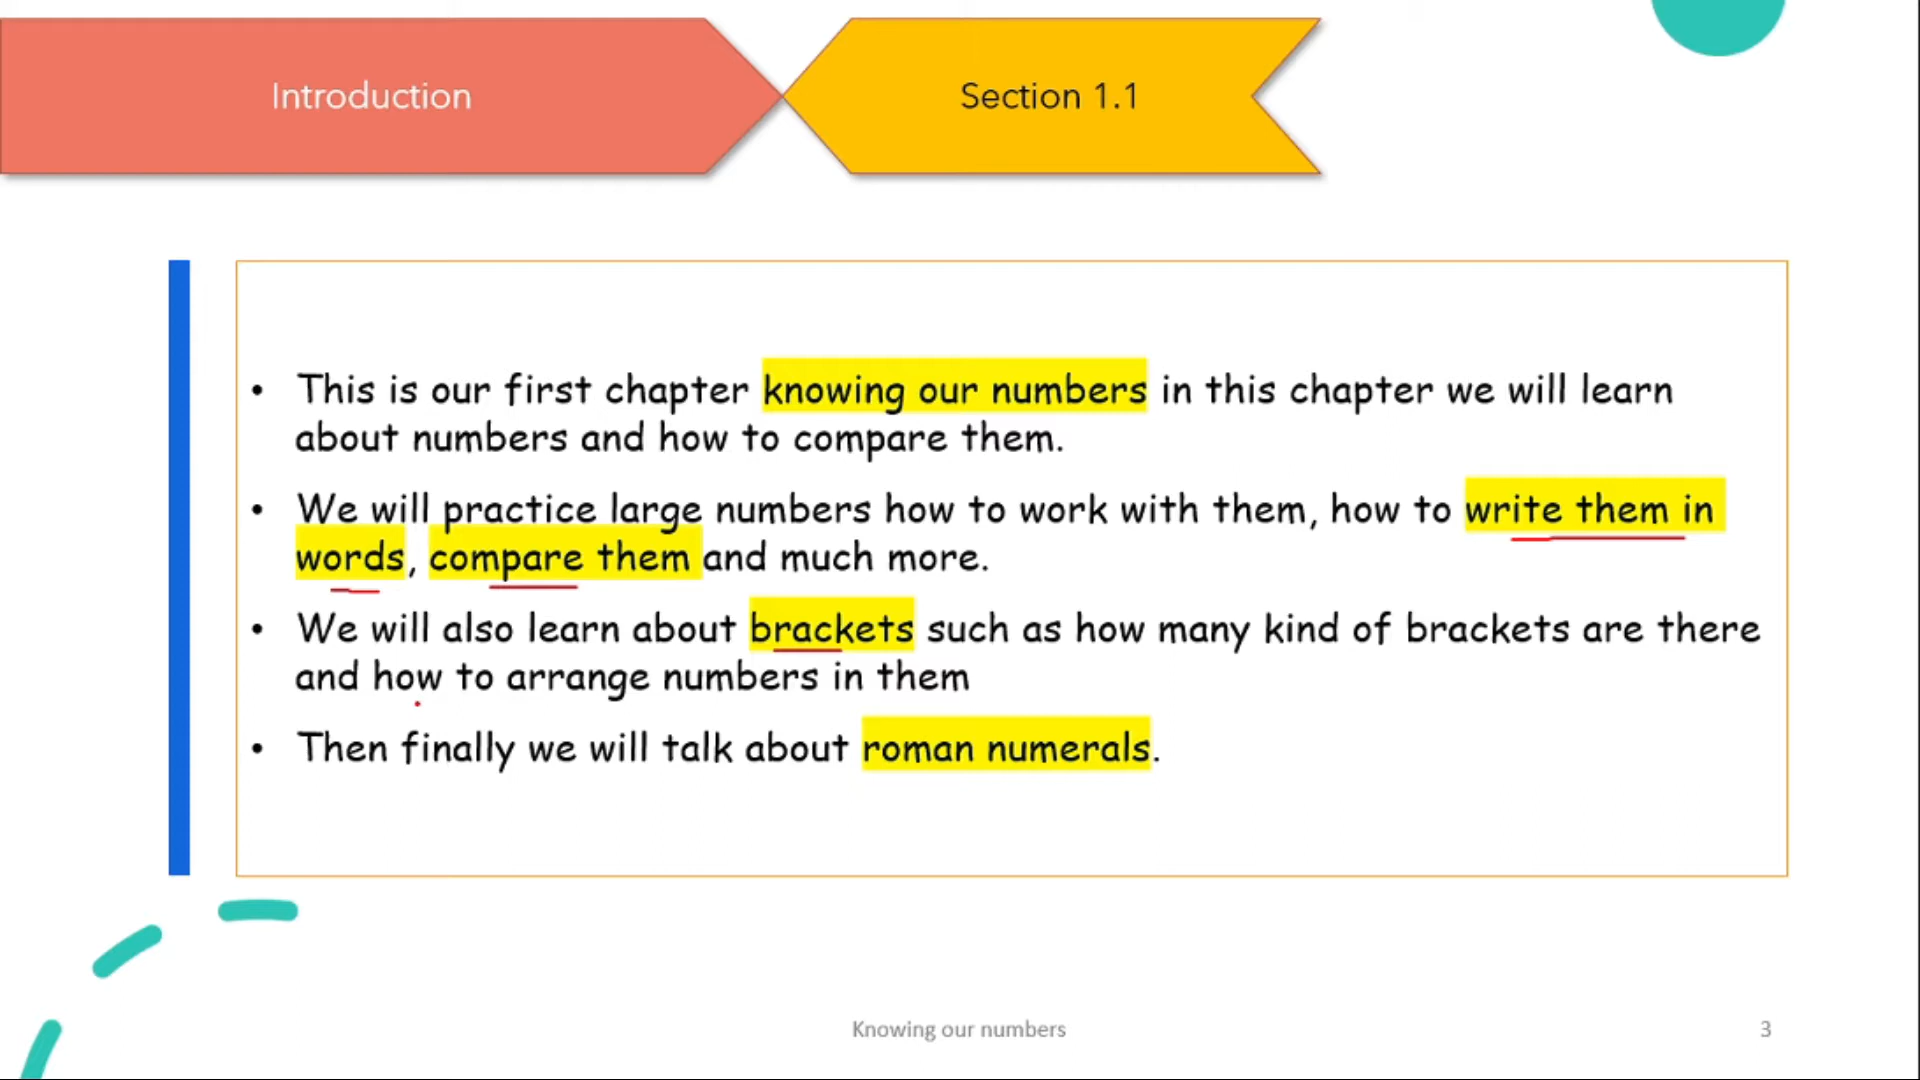 Introduction
Section 1.1
• This is our first chapter knowing our numbers in this chapter we will learn
about numbers and how to compare them.
• We will practice large numbers how to work with them, how to write them in
words, compare them and much more.
• We will also learn about brackets such as how many kind of brackets are there
and how to arrange numbers in them
• Then finally we will talk about roman numerals.
Knowing our numbers
3